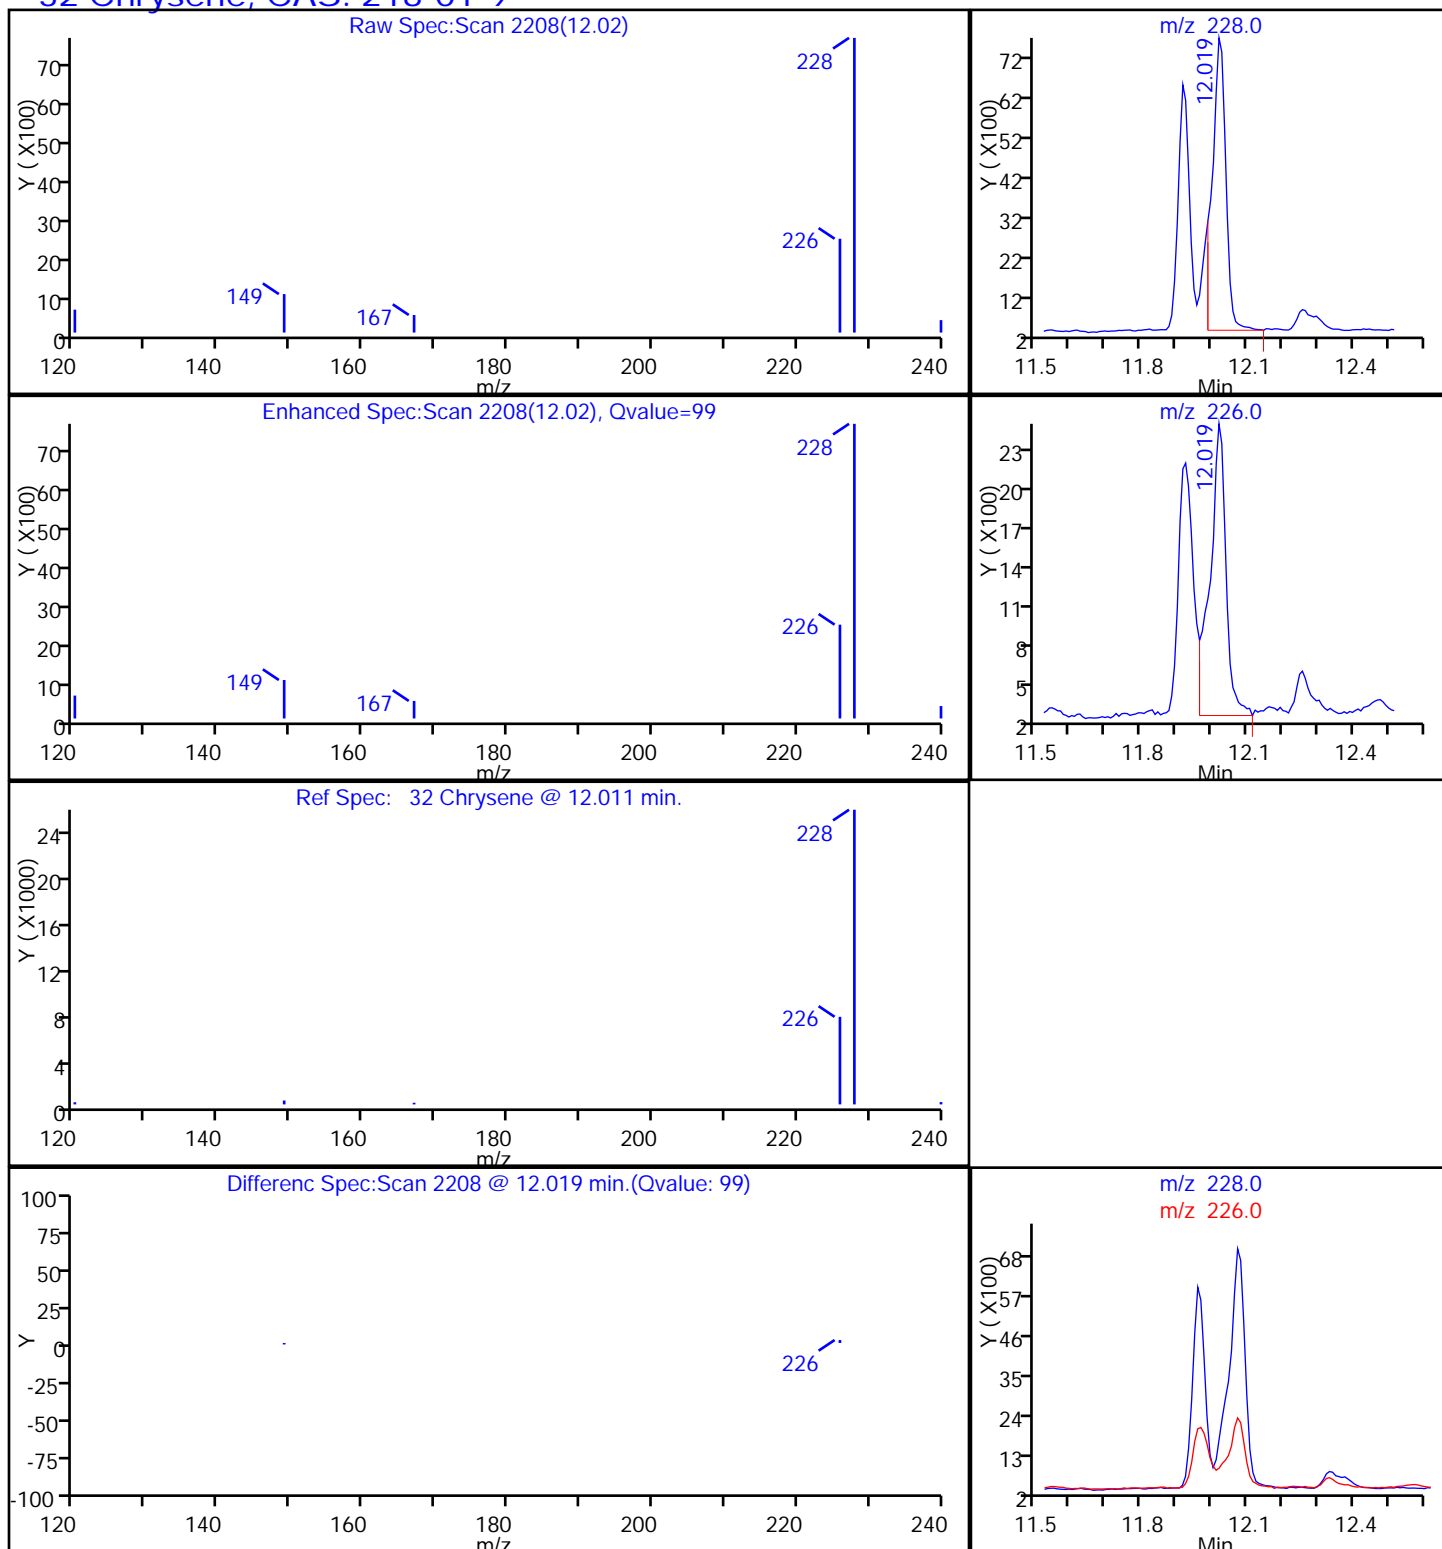 32 Chrysene, CAS: 218-01-9
Raw Spec:Scan 2208(12.02)
Y ( X100)
70
60
50
40
30
20
10
0
228
226
149
167
120 140 160 180 200 220 240
m/z
m/z 228.0
Y ( X100)
72
62
52
42
32
22
12
2
12.019
11.5 11.8 12.1 12.4
Min
Enhanced Spec:Scan 2208(12.02), Qvalue=99
Y ( X100)
70
60
50
40
30
20
10
0
228
226
149
167
120 140 160 180 200 220 240
m/z
m/z 226.0
Y ( X100)
23
20
17
14
11
8
5
2
12.019
11.5 11.8 12.1 12.4
Min
Ref Spec: 32 Chrysene @ 12.011 min.
Y ( X1000)
24
20
16
12
8
4
0
228
226
120 140 160 180 200 220 240
m/z
Differenc Spec:Scan 2208 @ 12.019 min.(Qvalue: 99)
Y
100
75
50
25
0
-25
-50
-75
-100
226
120 140 160 180 200 220 240
m/z
m/z 228.0
m/z 226.0
Y ( X100)
68
57
46
35
24
13
2
11.5 11.8 12.1 12.4
Min